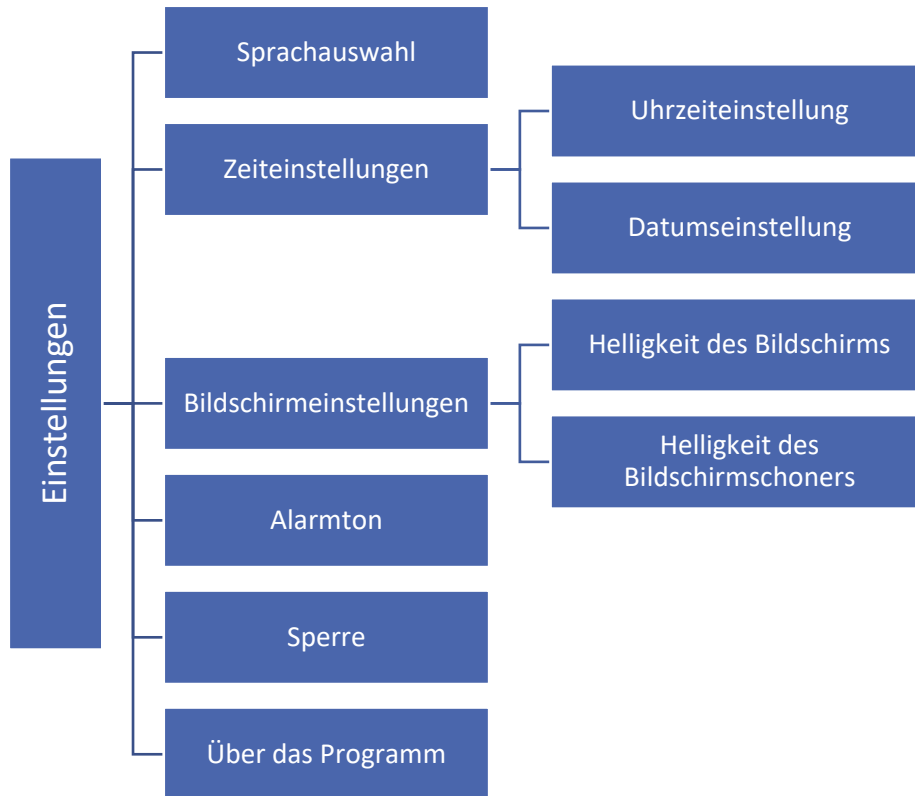 Einstellungen
Sprachauswahl
Zeiteinstellungen
Uhrzeiteinstellung
Datumseinstellung
Bildschirmeinstellungen
Helligkeit des Bildschirms
Helligkeit des
Bildschirmschoners
Alarmton
Sperre
Über das Programm